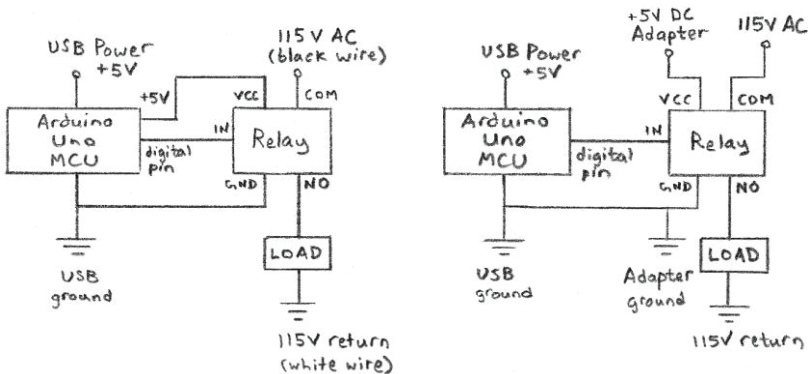 USB Power
+5V
115V AC
(black wire)
+5V
VCC
COM
Arduino
Uno
MCU
IN
Relay
digital
pin
GND
NO
LOAD
USB
ground
115V return
(white wire)
+5V DC
Adapter
115V AC
USB Power
+5V
VCC
COM
Arduino
Uno
MCU
IN
Relay
digital
pin
GND
NO
LOAD
USB
ground
Adapter
ground
115V return